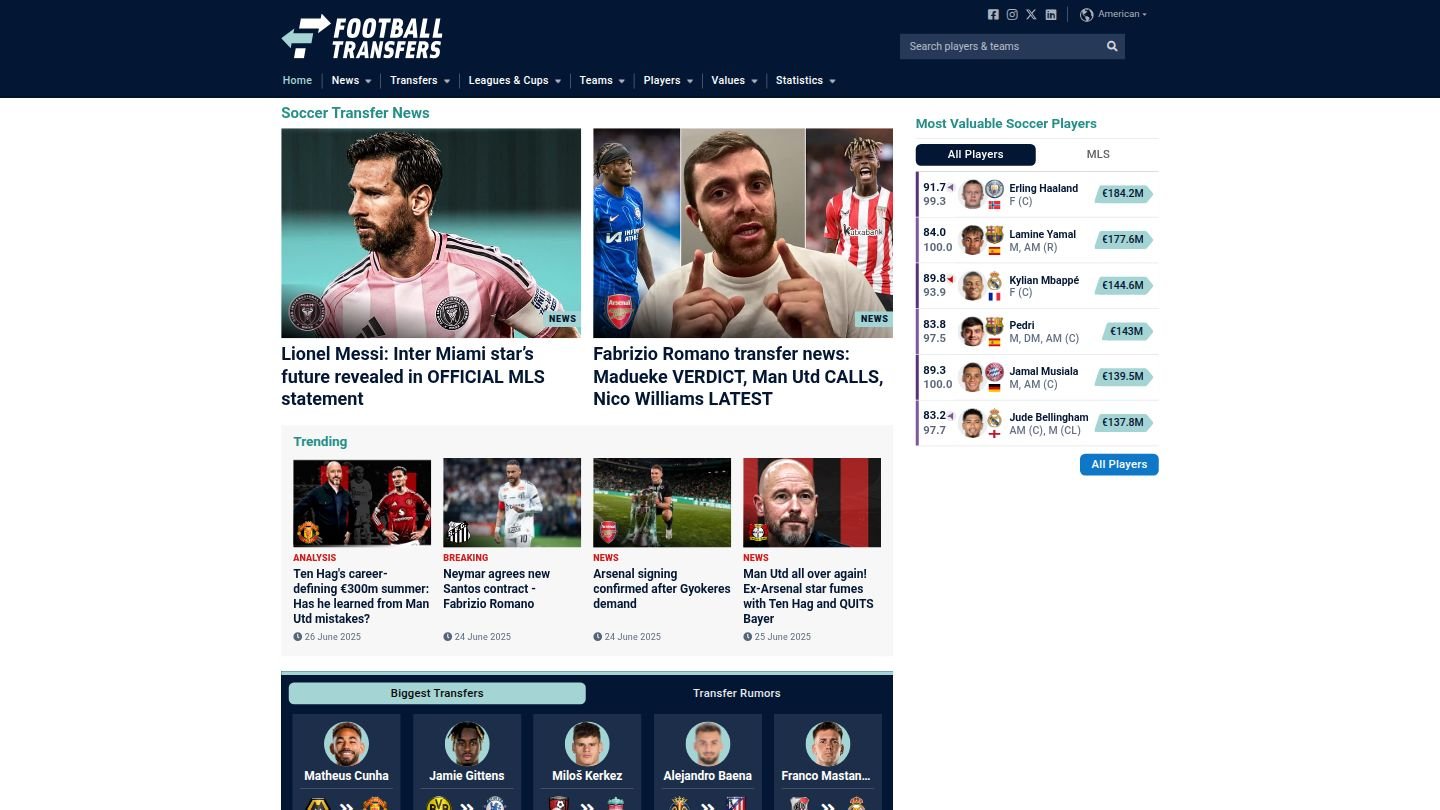 FOOTBALL
TRANSFERS
American
Search players & teams
Home
News
Transfers
Leagues & Cups
Teams
Players
Values
Statistics
Soccer Transfer News
NEWS
Lionel Messi: Inter Miami star's
future revealed in OFFICIAL MLS
statement
Kutxabank
Arsenal
NEWS
Fabrizio Romano transfer news:
Madueke VERDICT, Man Utd CALLS,
Nico Williams LATEST
Trending
ANALYSIS
Ten Hag's career-
defining €300m summer:
Has he learned from Man
Utd mistakes?
26 June 2025
BREAKING
Neymar agrees new
Santos contract -
Fabrizio Romano
24 June 2025
NEWS
Arsenal signing
confirmed after Gyokeres
demand
24 June 2025
NEWS
Man Utd all over again!
Ex-Arsenal star fumes
with Ten Hag and QUITS
Bayer
25 June 2025
Biggest Transfers
Transfer Rumors
Matheus Cunha
Jamie Gittens
Miloš Kerkez
Alejandro Baena
Franco Mastan...
Most Valuable Soccer Players
All Players
MLS
91.7 Erling Haaland €184.2M
99.3 F (C)
84.0 Lamine Yamal €177.6M
100.0 M, AM (R)
89.8 Kylian Mbappé €144.6M
93.9 F (C)
83.8 Pedri €143M
97.5 M, DM, AM (C)
89.3 Jamal Musiala €139.5M
100.0 M, AM (C)
83.2 Jude Bellingham €137.8M
97.7 AM (C), M (CL)
All Players